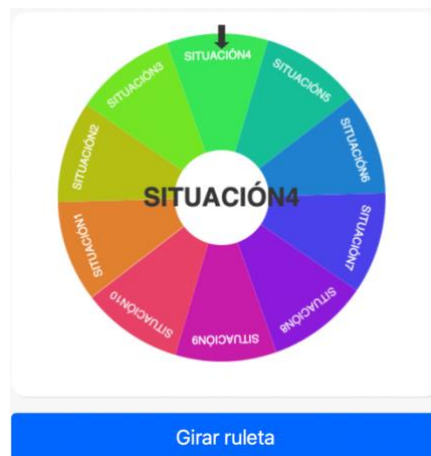 SITUACIÓN4
SITUACIÓN5
SITUACIÓN6
SITUACIÓN7
SITUACIÓN8
SITUACIÓN9
SITUACIÓN10
SITUACIÓN1
SITUACIÓN2
SITUACIÓN3
SITUACIÓN4
Girar ruleta